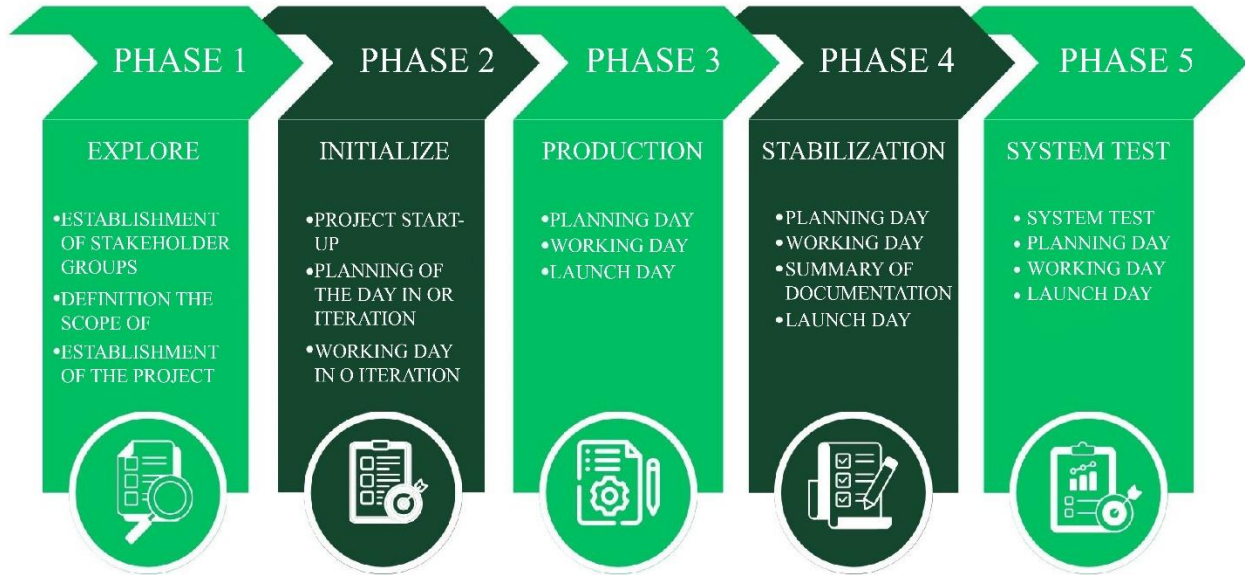 PHASE 1
EXPLORE
•ESTABLISHMENT
OF STAKEHOLDER
GROUPS
•DEFINITION THE
SCOPE OF
•ESTABLISHMENT
OF THE PROJECT
PHASE 2
INITIALIZE
•PROJECT START-
UP
•PLANNING OF
THE DAY IN OR
ITERATION
•WORKING DAY
IN O ITERATION
PHASE 3
PRODUCTION
•PLANNING DAY
•WORKING DAY
•LAUNCH DAY
PHASE 4
STABILIZATION
•PLANNING DAY
•WORKING DAY
•SUMMARY OF
DOCUMENTATION
•LAUNCH DAY
PHASE 5
SYSTEM TEST
• SYSTEM TEST
• PLANNING DAY
• WORKING DAY
• LAUNCH DAY